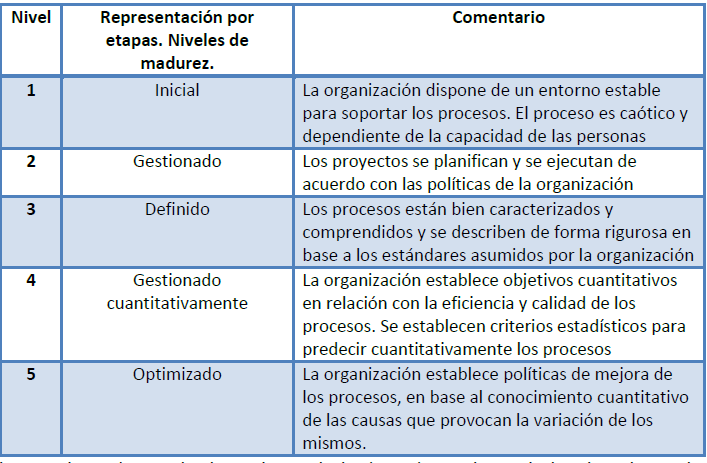 Nivel
Representación por
etapas. Niveles de
madurez.
Comentario
1
Inicial
La organización dispone de un entorno estable
para soportar los procesos. El proceso es caótico y
dependiente de la capacidad de las personas
2
Gestionado
Los proyectos se planifican y se ejecutan de
acuerdo con las políticas de la organización
3
Definido
Los procesos están bien caracterizados y
comprendidos y se describen de forma rigurosa en
base a los estándares asumidos por la organización
4
Gestionado
cuantitativamente
La organización establece objetivos cuantitativos
en relación con la eficiencia y calidad de los
procesos. Se establecen criterios estadísticos para
predecir cuantitativamente los procesos
5
Optimizado
La organización establece políticas de mejora de
los procesos, en base al conocimiento cuantitativo
de las causas que provocan la variación de los
mismos.